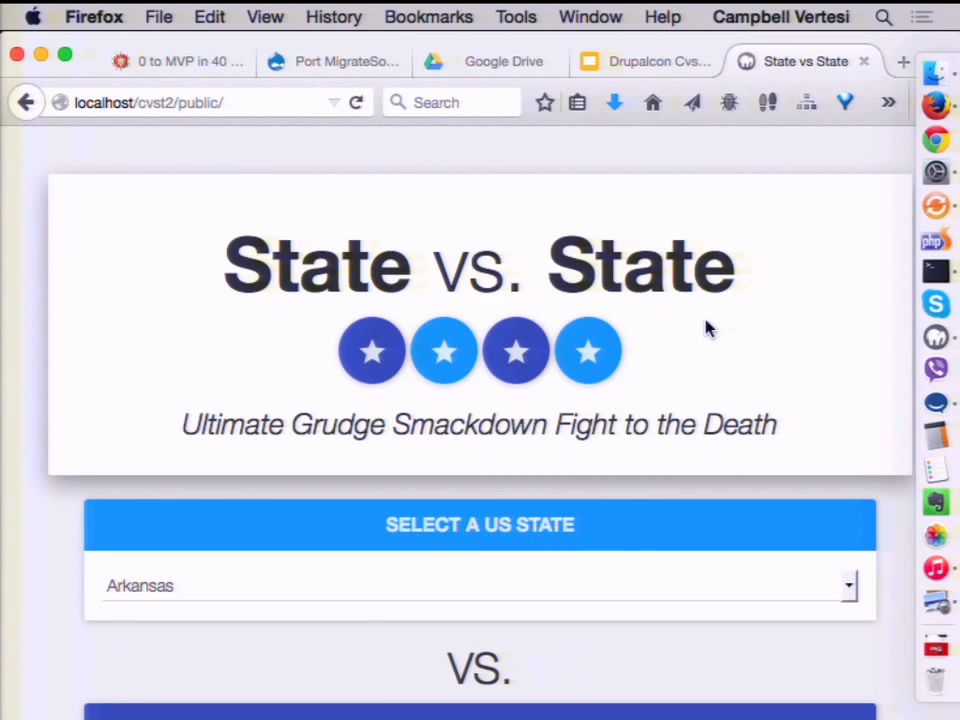 Firefox File Edit View History Bookmarks Tools Window Help Campbell Vertesi
0 to MVP in 40 ... Port MigrateSo... Google Drive Drupalcon Cvs... State vs State
localhost/cvst2/public/ Search
State vs. State
Ultimate Grudge Smackdown Fight to the Death
SELECT A US STATE
Arkansas
VS.
php
S